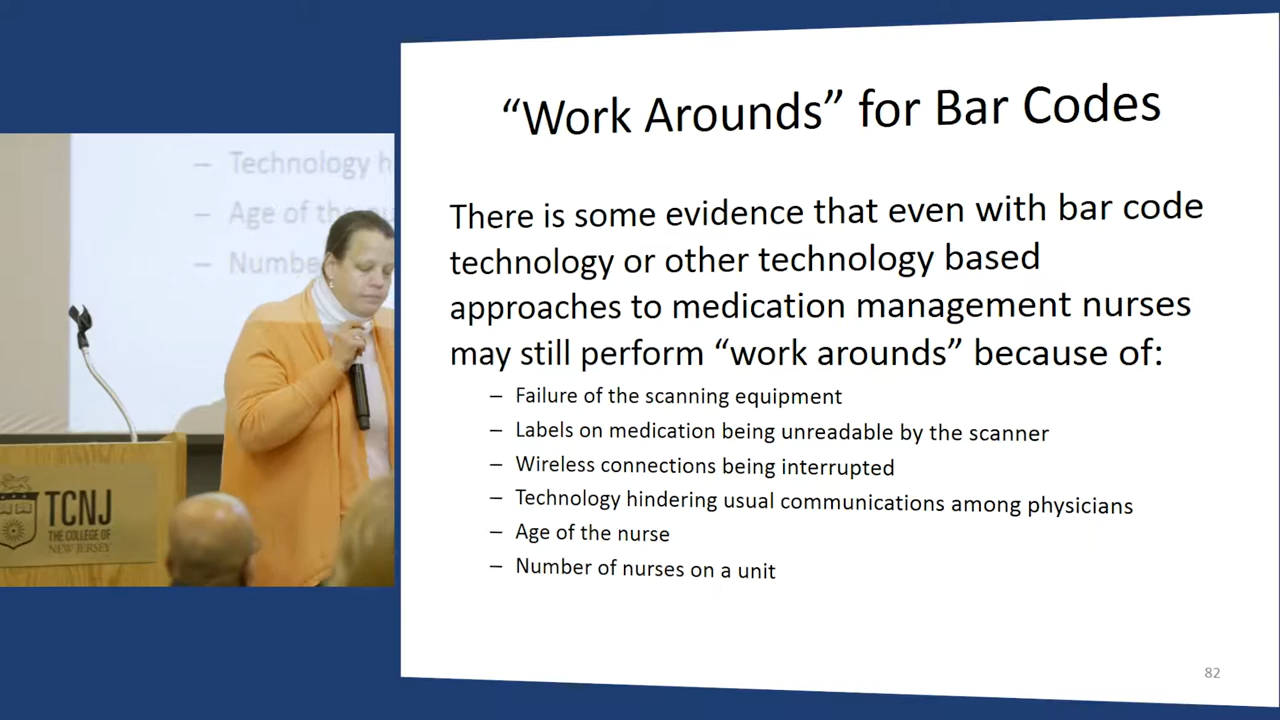 “Work Arounds” for Bar Codes
There is some evidence that even with bar code
technology or other technology based
approaches to medication management nurses
may still perform “work arounds” because of:
– Failure of the scanning equipment
– Labels on medication being unreadable by the scanner
– Wireless connections being interrupted
– Technology hindering usual communications among physicians
– Age of the nurse
– Number of nurses on a unit
82
– Technology h
– Age of the nu
– Numbe
TCNJ
THE COLLEGE OF
NEW JERSEY